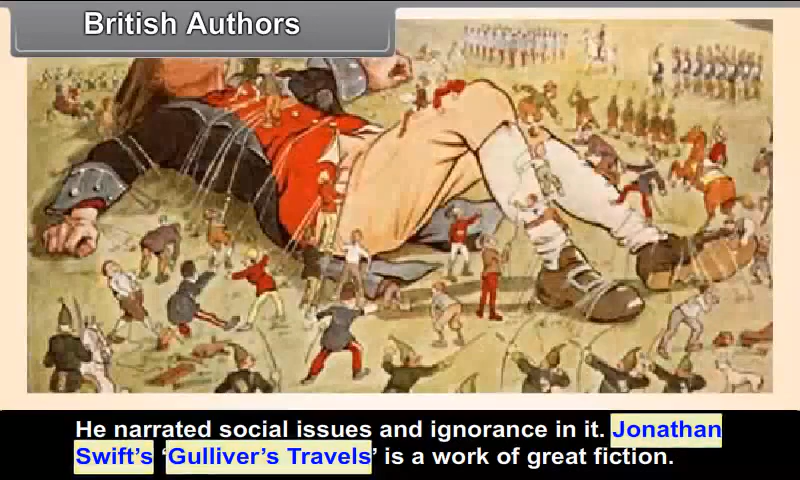 British Authors
He narrated social issues and ignorance in it. Jonathan
Swift’s ‘Gulliver’s Travels’ is a work of great fiction.